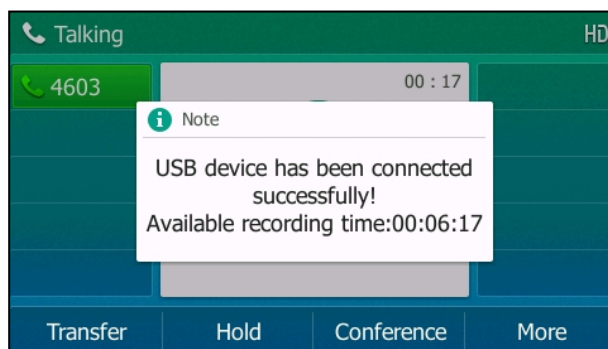 Talking
HD
4603
00 : 17
Note
USB device has been connected
successfully!
Available recording time:00:06:17
Transfer
Hold
Conference
More